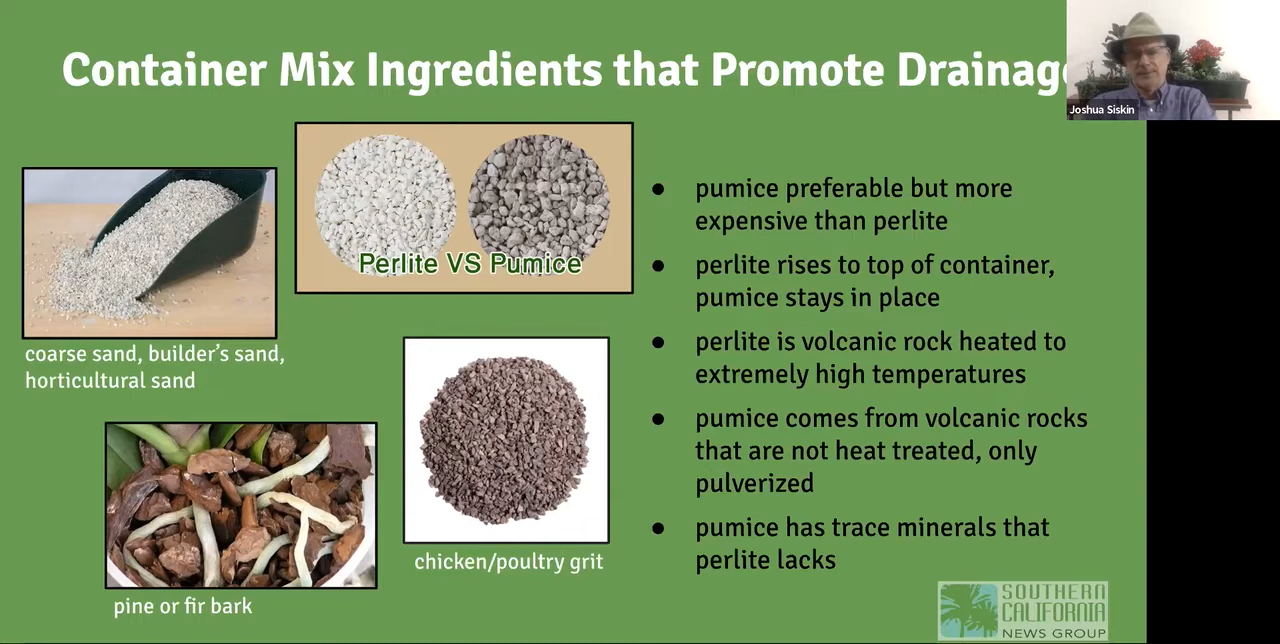 Container Mix Ingredients that Promote Drainage
Joshua Siskin
Perlite VS Pumice
coarse sand, builder's sand,
horticultural sand
pine or fir bark
chicken/poultry grit
● pumice preferable but more
expensive than perlite
● perlite rises to top of container,
pumice stays in place
● perlite is volcanic rock heated to
extremely high temperatures
● pumice comes from volcanic rocks
that are not heat treated, only
pulverized
● pumice has trace minerals that
perlite lacks
SOUTHERN
CALIFORNIA
NEWS GROUP